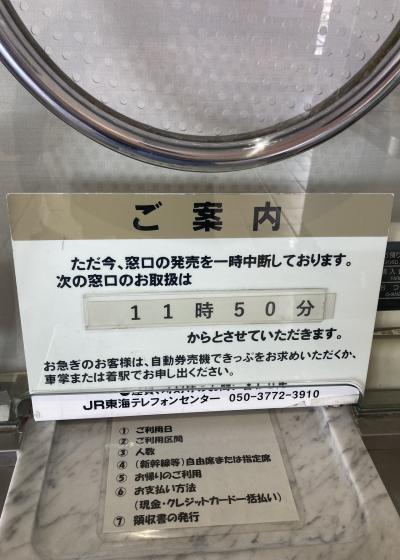 ご案内
ただ今、窓口の発売を一時中断しております。
次の窓口のお取扱は
11時50分
からとさせていただきます。
お急ぎのお客様は、自動券売機できっぷをお求めいただくか、
車掌または着駅でお申し出ください。
JR東海テレフォンセンター 050-3772-3910
① ご利用日
② ご利用区間
③ 人数
④ (新幹線等)自由席または指定席
⑤ お帰りのご利用
⑥ お支払い方法
(現金・クレジットカード一括払い)
⑦ 領収書の発行